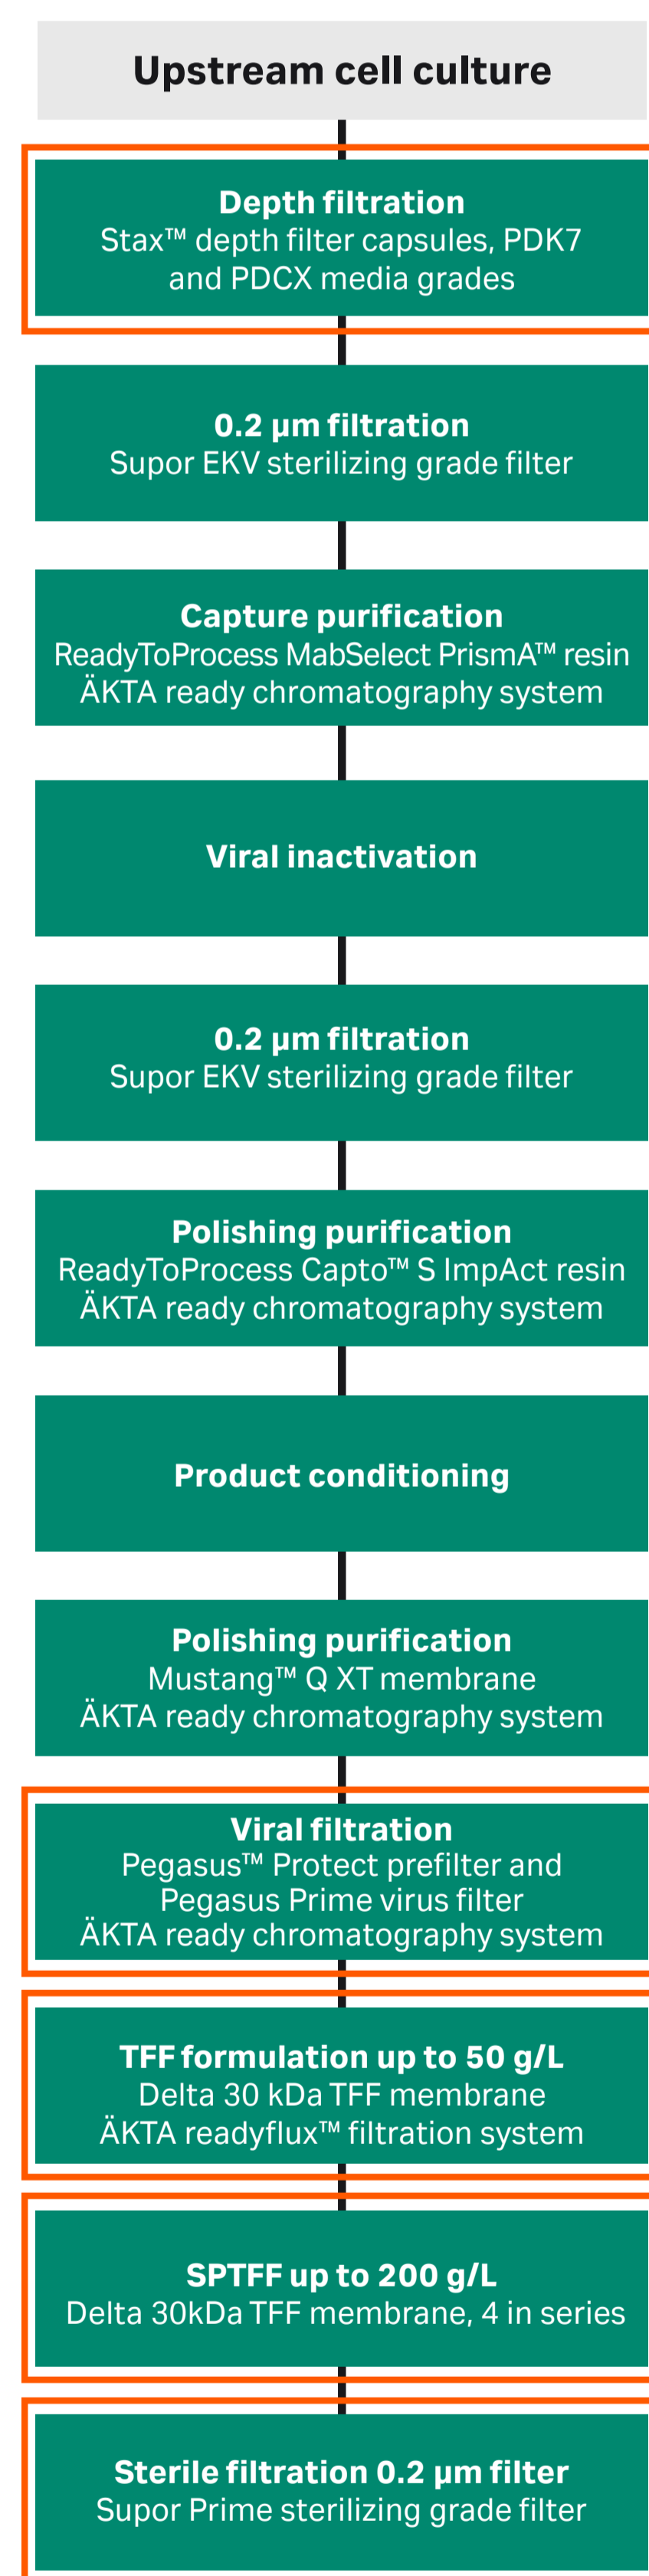 Upstream cell culture
Depth filtration
Stax™ depth filter capsules, PDK7
and PDCX media grades
0.2 µm filtration
Supor EKV sterilizing grade filter
Capture purification
ReadyToProcess MabSelect PrismA™ resin
ÄKTA ready chromatography system
Viral inactivation
0.2 µm filtration
Supor EKV sterilizing grade filter
Polishing purification
ReadyToProcess Capto™ S ImpAct resin
ÄKTA ready chromatography system
Product conditioning
Polishing purification
Mustang™ Q XT membrane
ÄKTA ready chromatography system
Viral filtration
Pegasus™ Protect prefilter and
Pegasus Prime virus filter
ÄKTA ready chromatography system
TFF formulation up to 50 g/L
Delta 30 kDa TFF membrane
ÄKTA readyflux™ filtration system
SPTFF up to 200 g/L
Delta 30kDa TFF membrane, 4 in series
Sterile filtration 0.2 µm filter
Supor Prime sterilizing grade filter